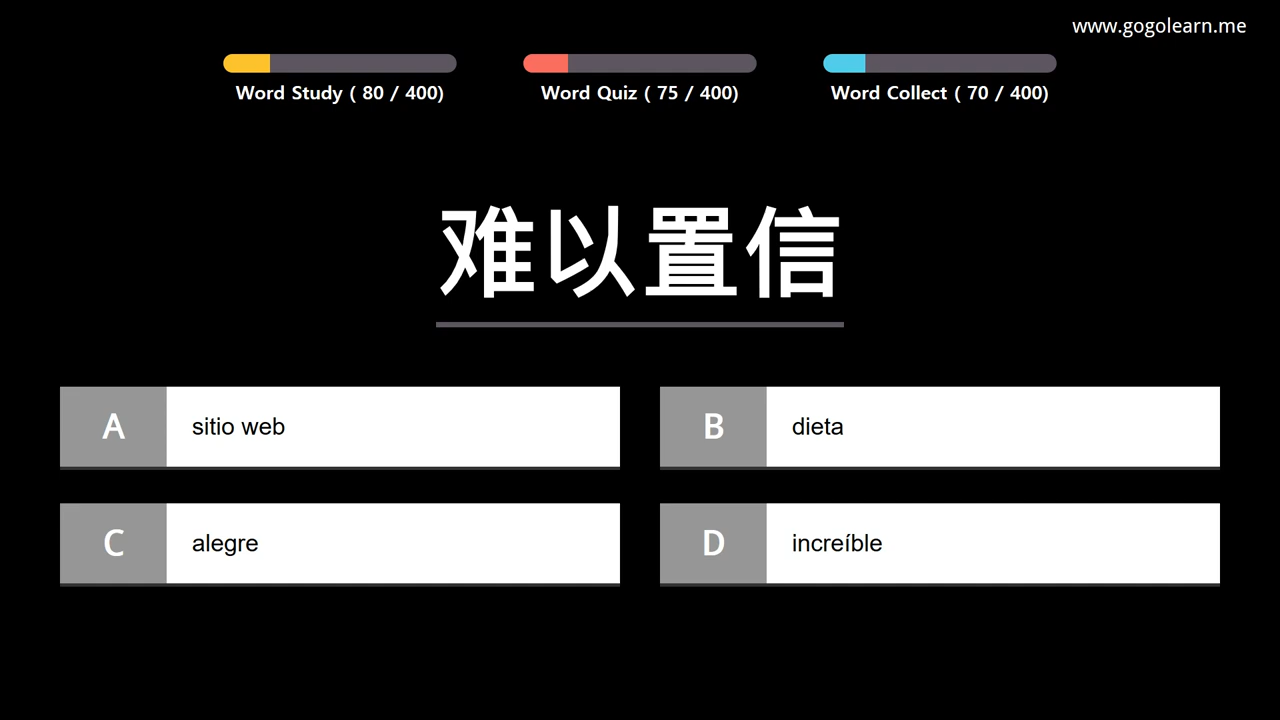 www.gogolearn.me
Word Study ( 80 / 400)
Word Quiz ( 75 / 400)
Word Collect ( 70 / 400)
难以置信
A sitio web
B dieta
C alegre
D increíble